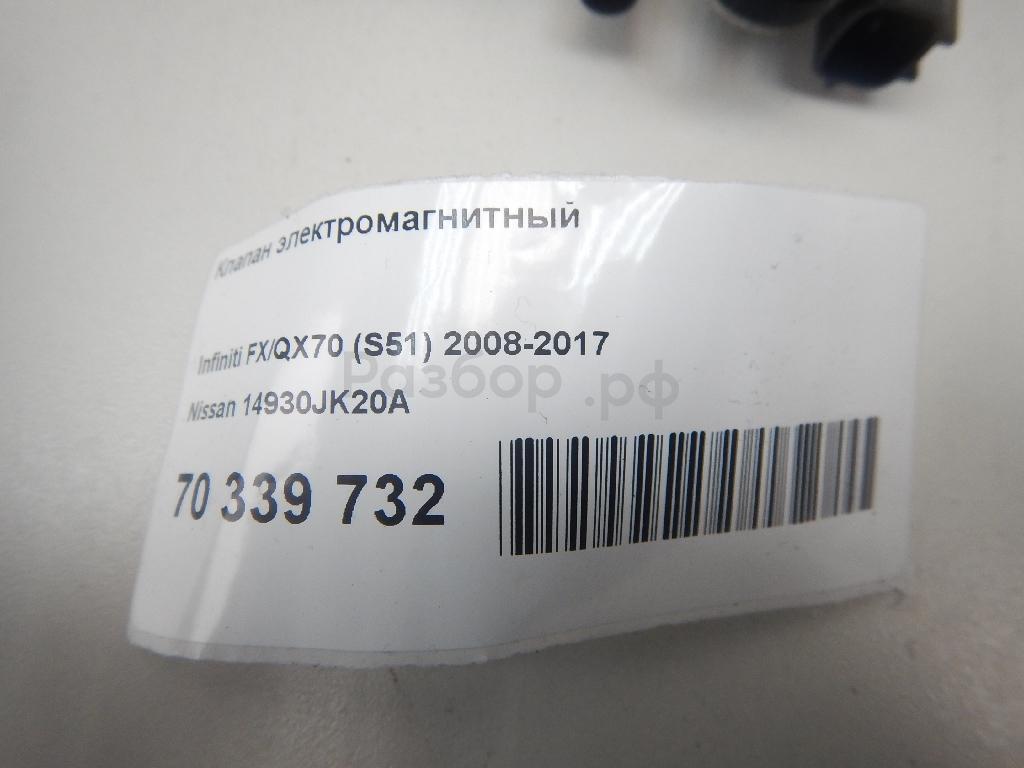 Клапан электромагнитный
Infiniti FX/QX70 (S51) 2008-2017
Разбор.рф
Nissan 14930JK20A
70 339 732